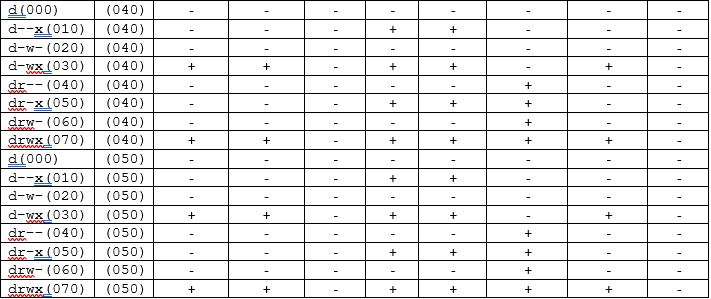 d(000) (040) - - - - - - - -
d--x(010) (040) - - - + + - - -
d-w-(020) (040) - - - - - - - -
d-wx(030) (040) + + - + + - + -
dr--(040) (040) - - - - - + - -
dr-x(050) (040) - - - + + + - -
drw-(060) (040) - - - - - + - -
drwx(070) (040) + + - + + + + -
d(000) (050) - - - - - - - -
d--x(010) (050) - - - + + - - -
d-w-(020) (050) - - - - - - - -
d-wx(030) (050) + + - + + - + -
dr--(040) (050) - - - - - + - -
dr-x(050) (050) - - - + + + - -
drw-(060) (050) - - - - - + - -
drwx(070) (050) + + - + + + + -